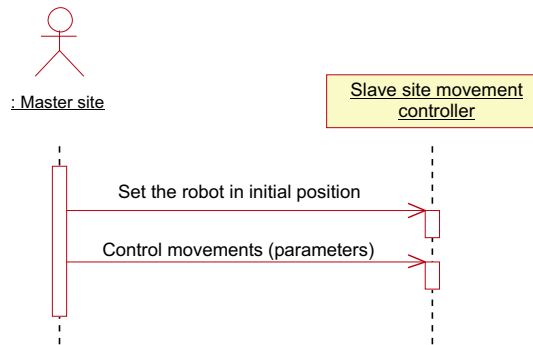 : Master site
Slave site movement
controller
Set the robot in initial position
Control movements (parameters)